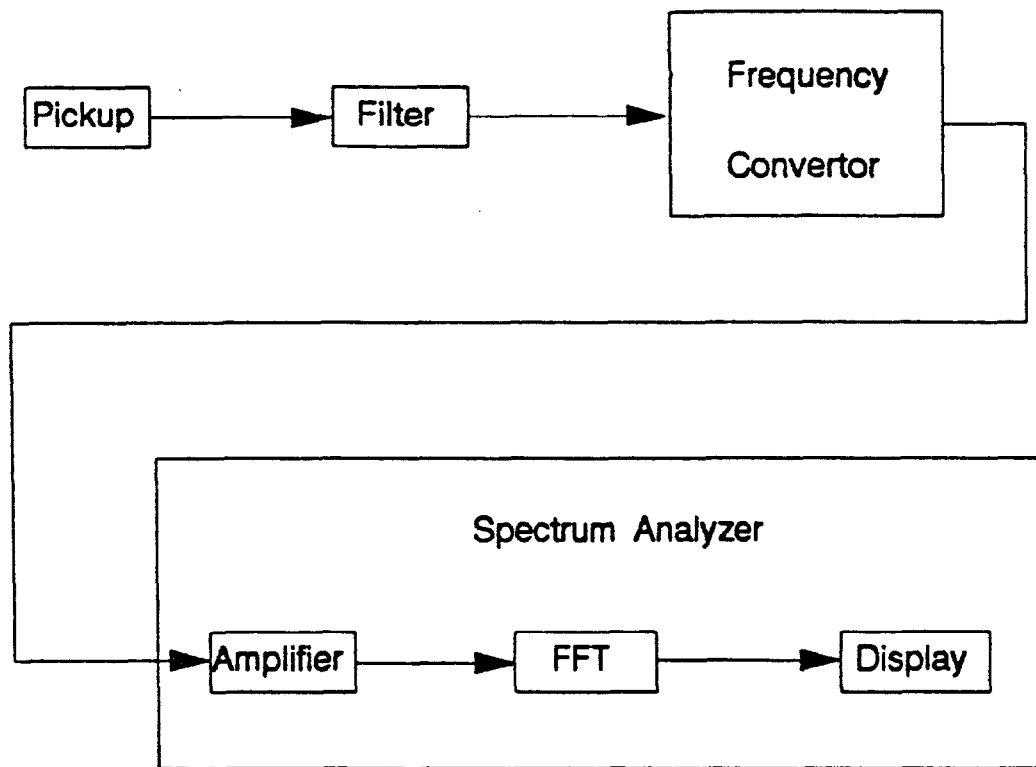 Pickup
Filter
Frequency
Convertor
Spectrum Analyzer
Amplifier
FFT
Display